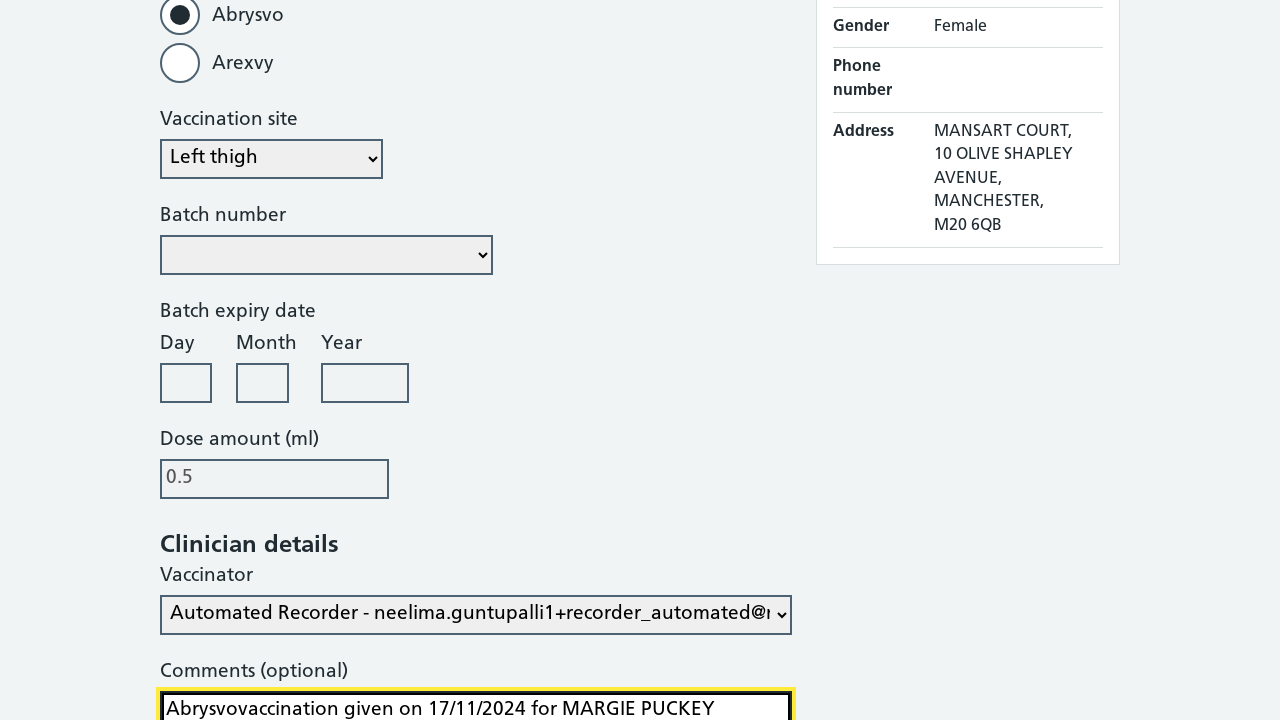 Abrysvo
Arexvy
Vaccination site
Left thigh
Batch number
Batch expiry date
Day Month Year
Dose amount (ml)
0.5
Clinician details
Vaccinator
Automated Recorder - neelima.guntupalli1+recorder_automated@
Comments (optional)
Abrysvovaccination given on 17/11/2024 for MARGIE PUCKEY
Gender Female
Phone
number
Address MANSART COURT,
10 OLIVE SHAPLEY
AVENUE,
MANCHESTER,
M20 6QB